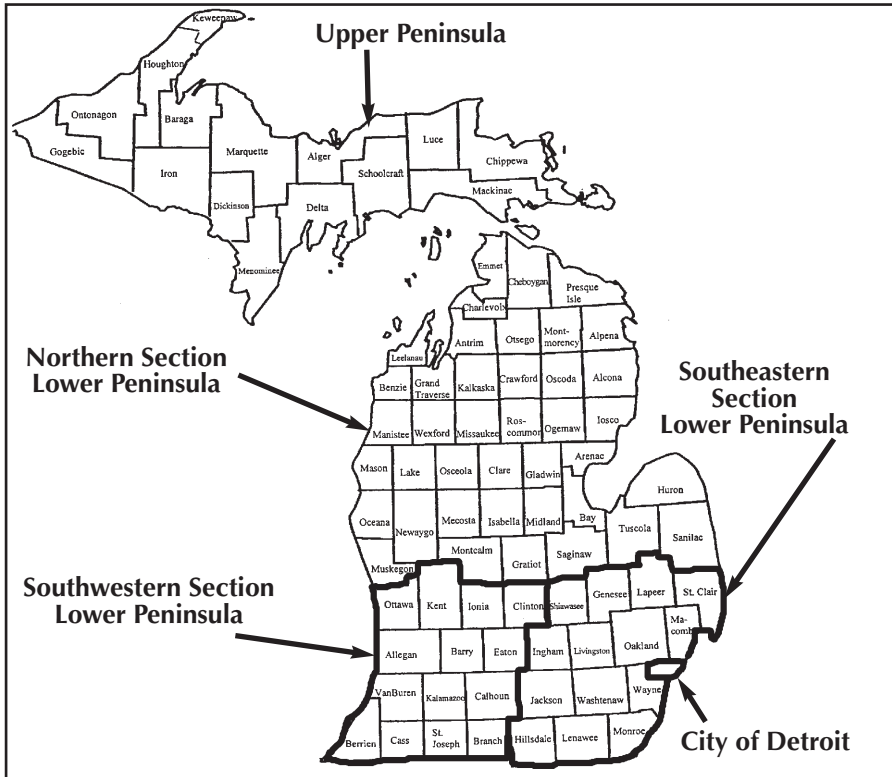 Keweenaw
Upper Peninsula
Houghton
Ontonagon
Baraga
Gogebic
Iron
Marquette
Alger
Luce
Chippewa
Schoolcraft
Mackinac
Dickinson
Delta
Menominee
Emmet
Cheboygan
Presque
Isle
Charlevoix
Antrim
Otsego
Mont-
morency
Alpena
Northern Section
Lower Peninsula
Leelanau
Benzie
Grand
Traverse
Kalkaska
Crawford
Oscoda
Alcona
Southeastern
Section
Lower Peninsula
Manistee
Wexford
Missaukee
Ros-
common
Ogemaw
Iosco
Arenac
Mason
Lake
Osceola
Clare
Gladwin
Huron
Oceana
Newaygo
Mecosta
Isabella
Midland
Bay
Tuscola
Sanilac
Montcalm
Gratiot
Saginaw
Muskegon
Southwestern Section
Lower Peninsula
Ottawa
Kent
Ionia
Clinton
Shiawasee
Genesee
Lapeer
St. Clair
Allegan
Barry
Eaton
Ingham
Livingston
Oakland
Ma-
comb
VanBuren
Kalamazoo
Calhoun
Jackson
Washtenaw
Wayne
Berrien
Cass
St.
Joseph
Branch
Hillsdale
Lenawee
Monroe
City of Detroit